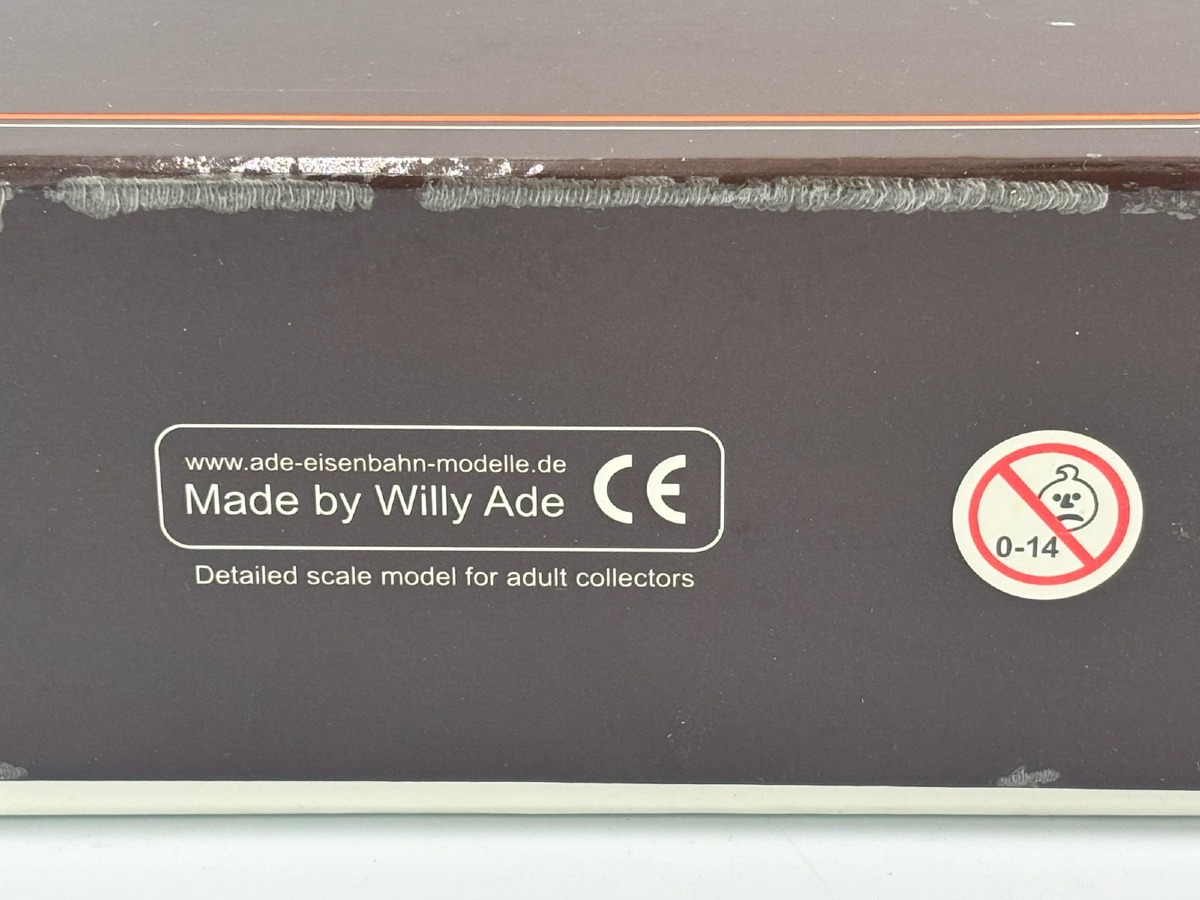 www.ade-eisenbahn-modelle.de
Made by Willy Ade
CE
Detailed scale model for adult collectors
0-14